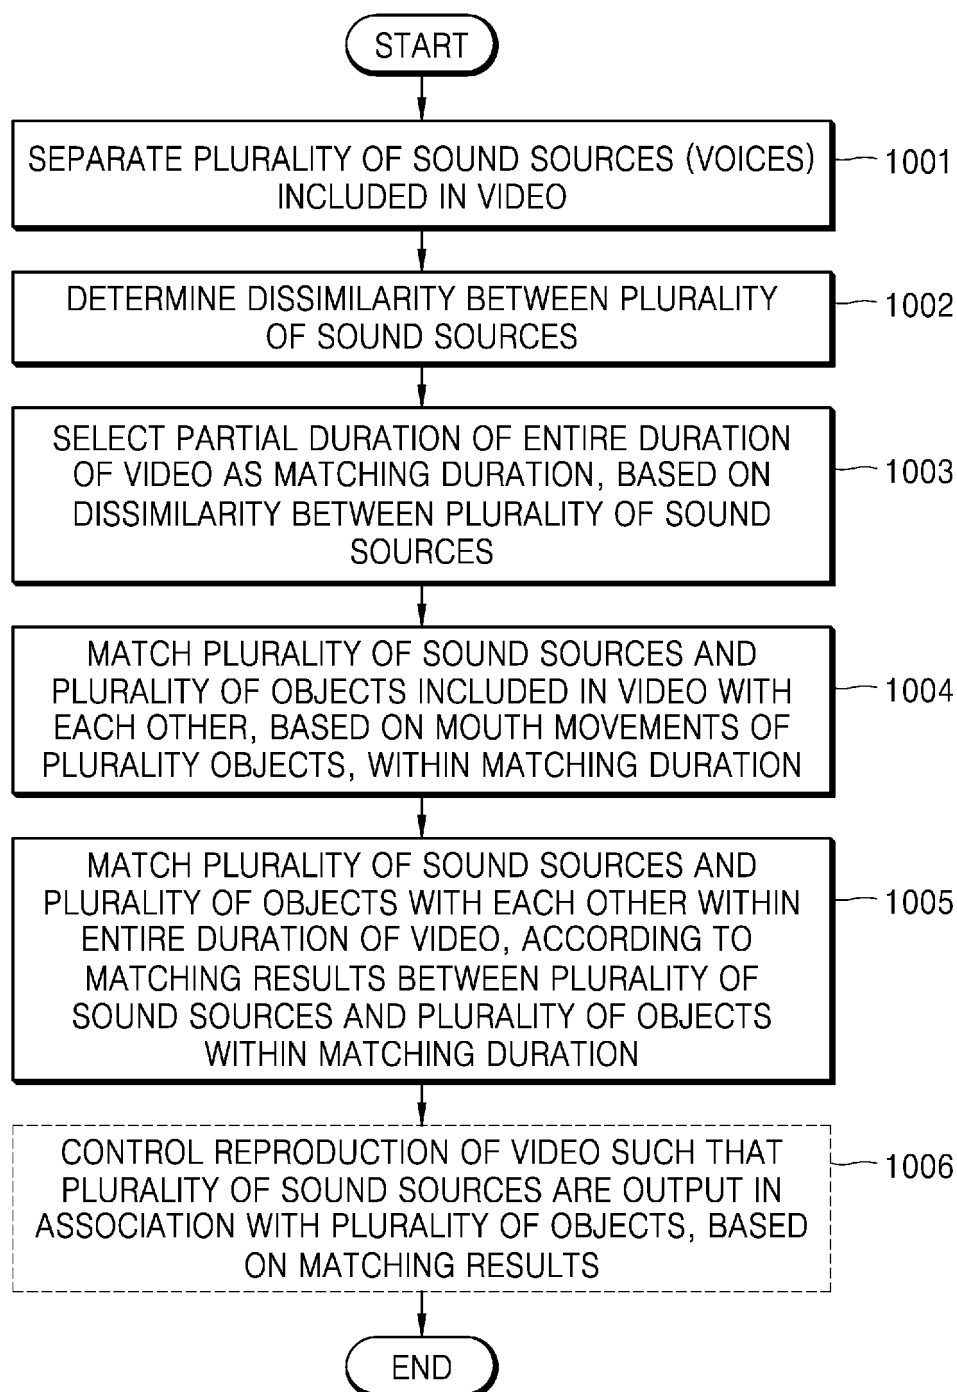 START
SEPARATE PLURALITY OF SOUND SOURCES (VOICES)
INCLUDED IN VIDEO
1001
DETERMINE DISSIMILARITY BETWEEN PLURALITY
OF SOUND SOURCES
1002
SELECT PARTIAL DURATION OF ENTIRE DURATION
OF VIDEO AS MATCHING DURATION, BASED ON
DISSIMILARITY BETWEEN PLURALITY OF SOUND
SOURCES
1003
MATCH PLURALITY OF SOUND SOURCES AND
PLURALITY OF OBJECTS INCLUDED IN VIDEO WITH
EACH OTHER, BASED ON MOUTH MOVEMENTS OF
PLURALITY OBJECTS, WITHIN MATCHING DURATION
1004
MATCH PLURALITY OF SOUND SOURCES AND
PLURALITY OF OBJECTS WITH EACH OTHER WITHIN
ENTIRE DURATION OF VIDEO, ACCORDING TO
MATCHING RESULTS BETWEEN PLURALITY OF
SOUND SOURCES AND PLURALITY OF OBJECTS
WITHIN MATCHING DURATION
1005
CONTROL REPRODUCTION OF VIDEO SUCH THAT
PLURALITY OF SOUND SOURCES ARE OUTPUT IN
ASSOCIATION WITH PLURALITY OF OBJECTS, BASED
ON MATCHING RESULTS
1006
END